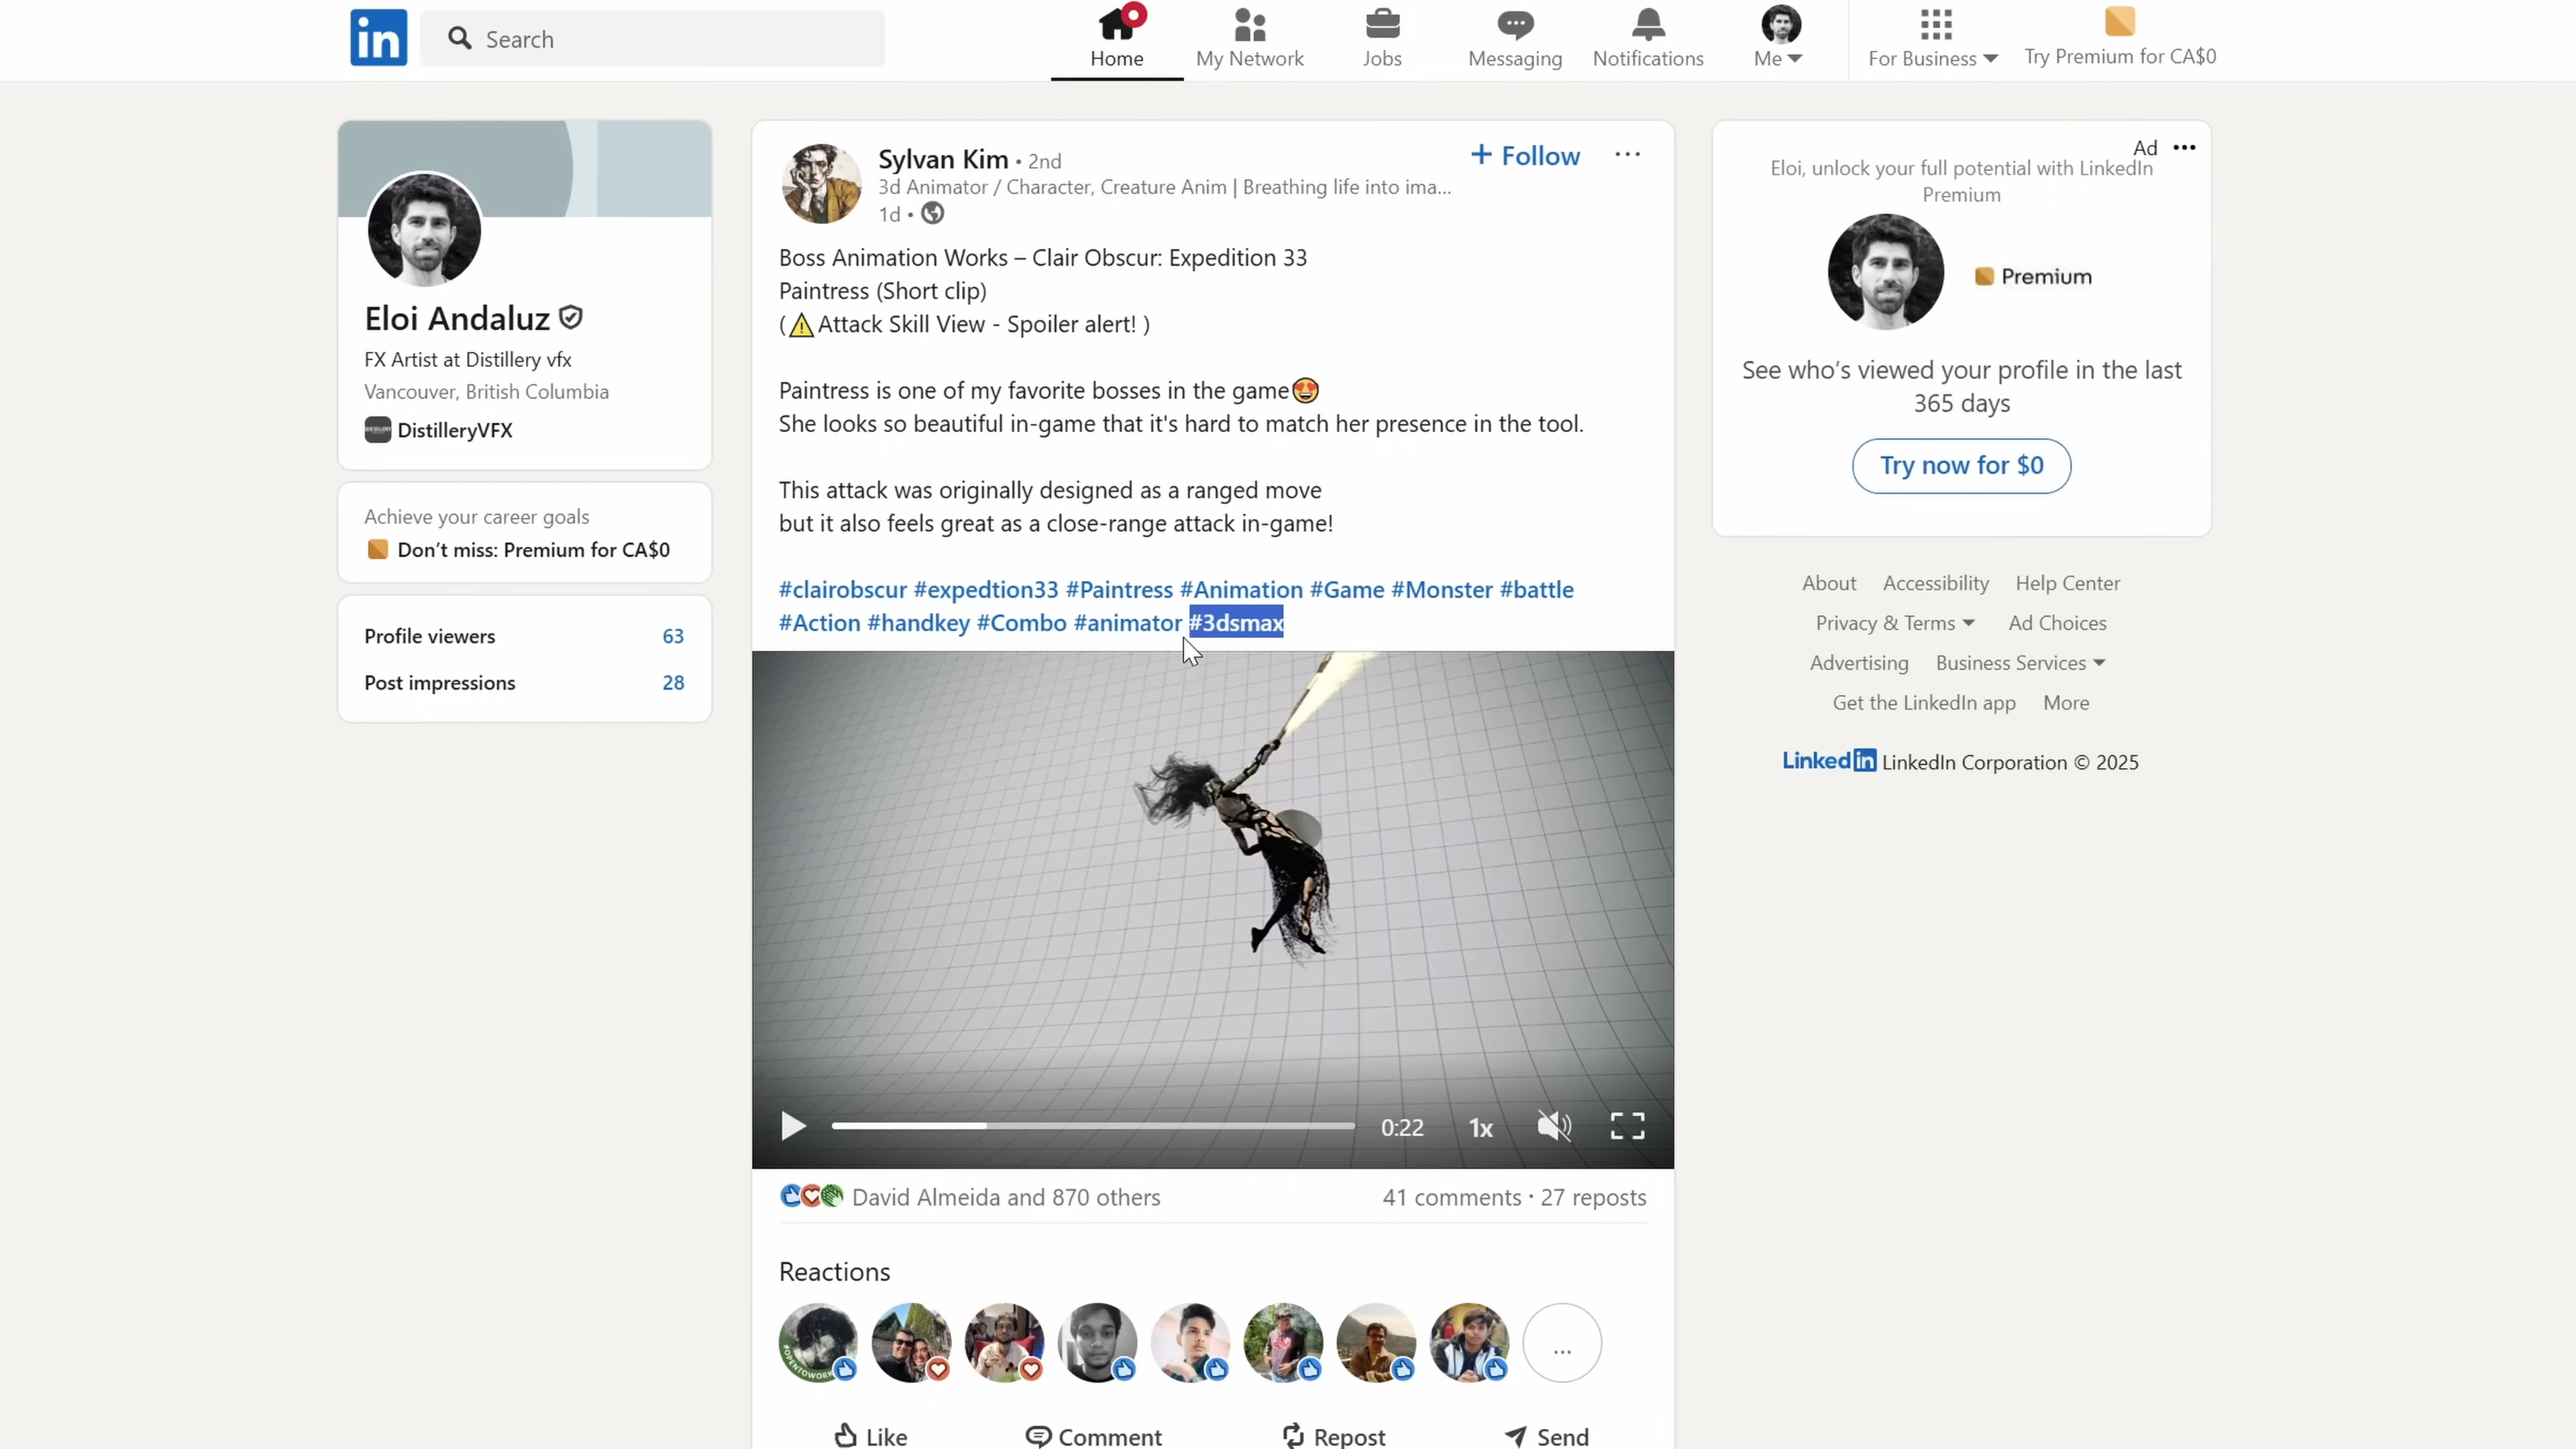 in
Search
Home
My Network
Jobs
Messaging
Notifications
Me
For Business
Try Premium for CA$0
Eloi Andaluz
FX Artist at Distillery vfx
Vancouver, British Columbia
DistilleryVFX
Achieve your career goals
Don't miss: Premium for CA$0
Profile viewers 63
Post impressions 28
Sylvan Kim • 2nd
+ Follow
3d Animator / Character, Creature Anim | Breathing life into ima...
1d •
Boss Animation Works – Clair Obscur: Expedition 33
Paintress (Short clip)
(⚠️Attack Skill View - Spoiler alert! )
Paintress is one of my favorite bosses in the game😍
She looks so beautiful in-game that it's hard to match her presence in the tool.
This attack was originally designed as a ranged move
but it also feels great as a close-range attack in-game!
#clairobscur #expedtion33 #Paintress #Animation #Game #Monster #battle
#Action #handkey #Combo #animator #3dsmax
0:22
1x
David Almeida and 870 others
41 comments • 27 reposts
Reactions
#OPENTOWORK
...
Like
Comment
Repost
Send
Ad
Eloi, unlock your full potential with LinkedIn
Premium
Premium
See who's viewed your profile in the last
365 days
Try now for $0
About Accessibility Help Center
Privacy & Terms Ad Choices
Advertising Business Services
Get the LinkedIn app More
LinkedIn LinkedIn Corporation © 2025